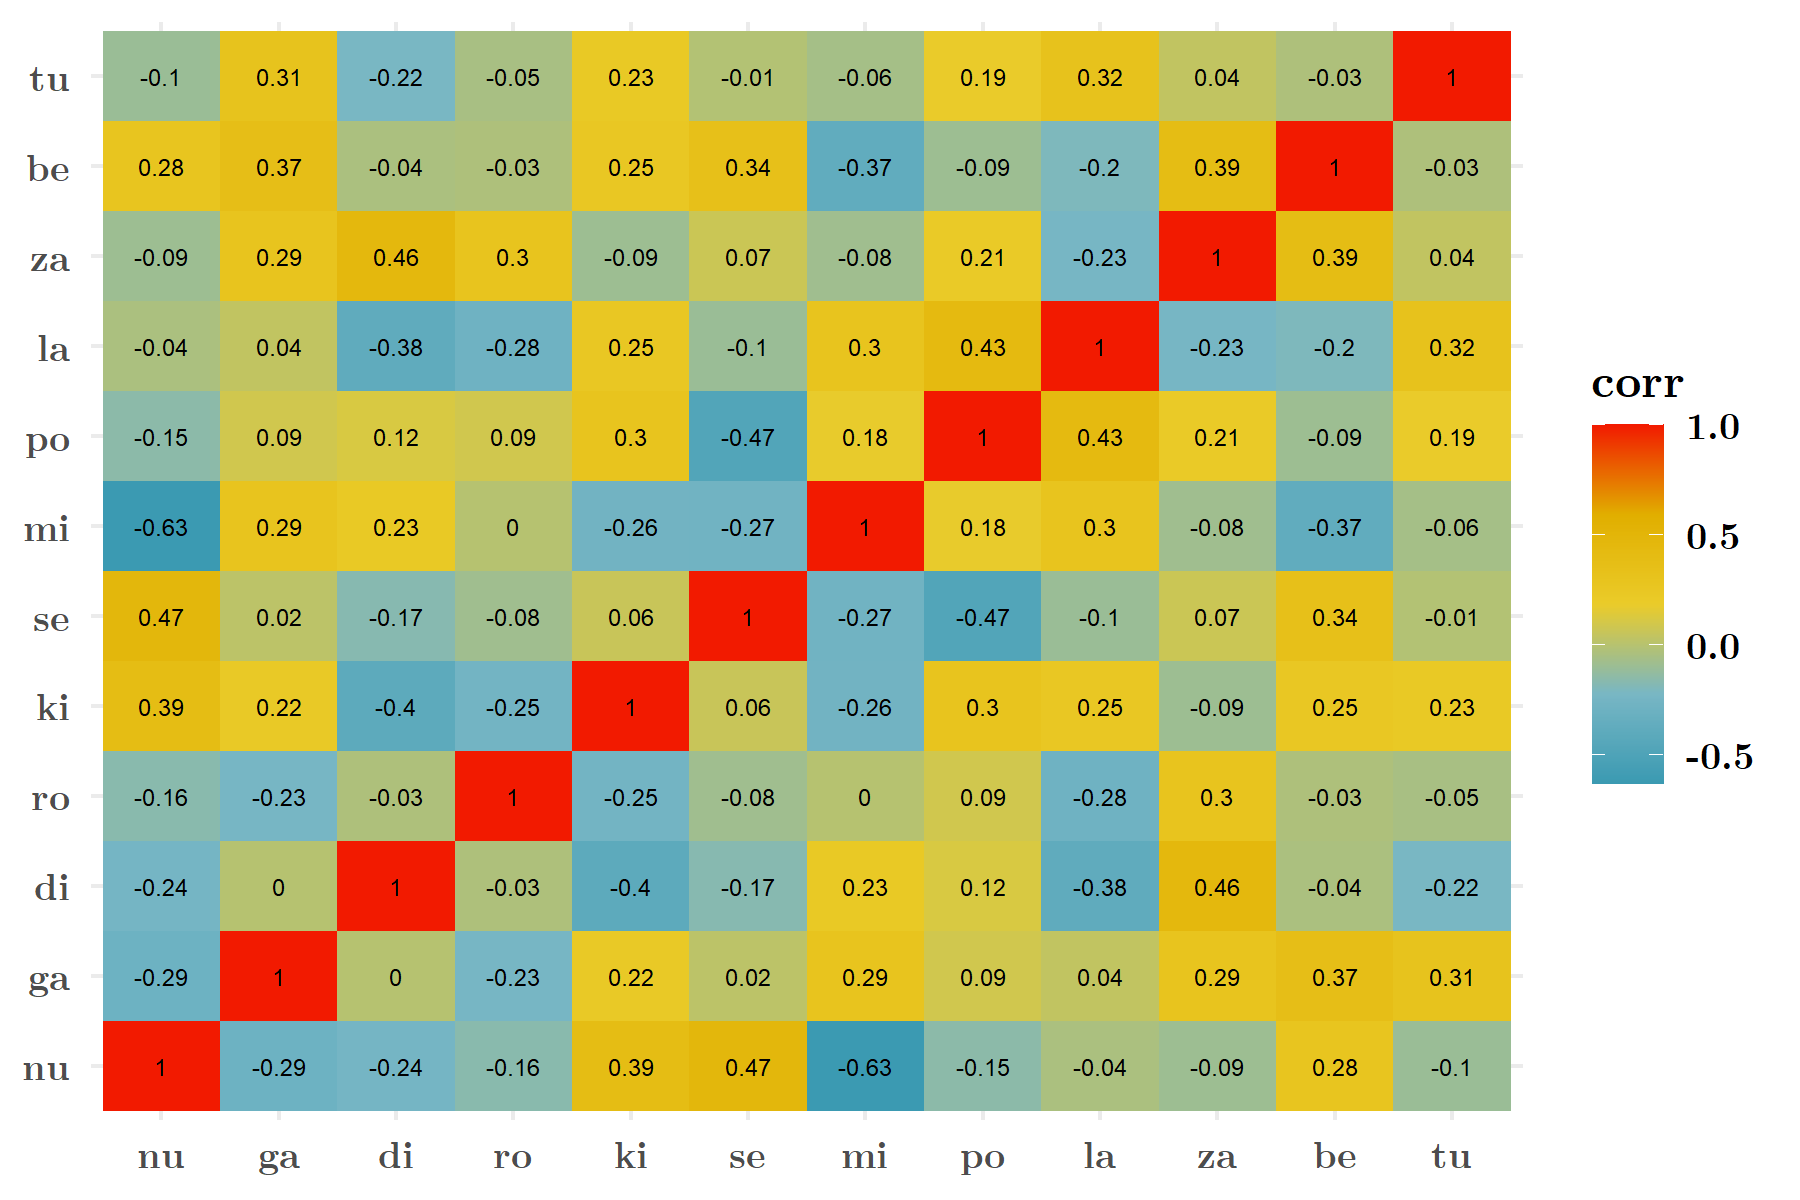 tu -0.1 0.31 -0.22 -0.05 0.23 -0.01 -0.06 0.19 0.32 0.04 -0.03 1
be 0.28 0.37 -0.04 -0.03 0.25 0.34 -0.37 -0.09 -0.2 0.39 1 -0.03
za -0.09 0.29 0.46 0.3 -0.09 0.07 -0.08 0.21 -0.23 1 0.39 0.04
la -0.04 0.04 -0.38 -0.28 0.25 -0.1 0.3 0.43 1 -0.23 -0.2 0.32
po -0.15 0.09 0.12 0.09 0.3 -0.47 0.18 1 0.43 0.21 -0.09 0.19
mi -0.63 0.29 0.23 0 -0.26 -0.27 1 0.18 0.3 -0.08 -0.37 -0.06
se 0.47 0.02 -0.17 -0.08 0.06 1 -0.27 -0.47 -0.1 0.07 0.34 -0.01
ki 0.39 0.22 -0.4 -0.25 1 0.06 -0.26 0.3 0.25 -0.09 0.25 0.23
ro -0.16 -0.23 -0.03 1 -0.25 -0.08 0 0.09 -0.28 0.3 -0.03 -0.05
di -0.24 0 1 -0.03 -0.4 -0.17 0.23 0.12 -0.38 0.46 -0.04 -0.22
ga -0.29 1 0 -0.23 0.22 0.02 0.29 0.09 0.04 0.29 0.37 0.31
nu 1 -0.29 -0.24 -0.16 0.39 0.47 -0.63 -0.15 -0.04 -0.09 0.28 -0.1
nu ga di ro ki se mi po la za be tu
corr
1.0
0.5
0.0
-0.5